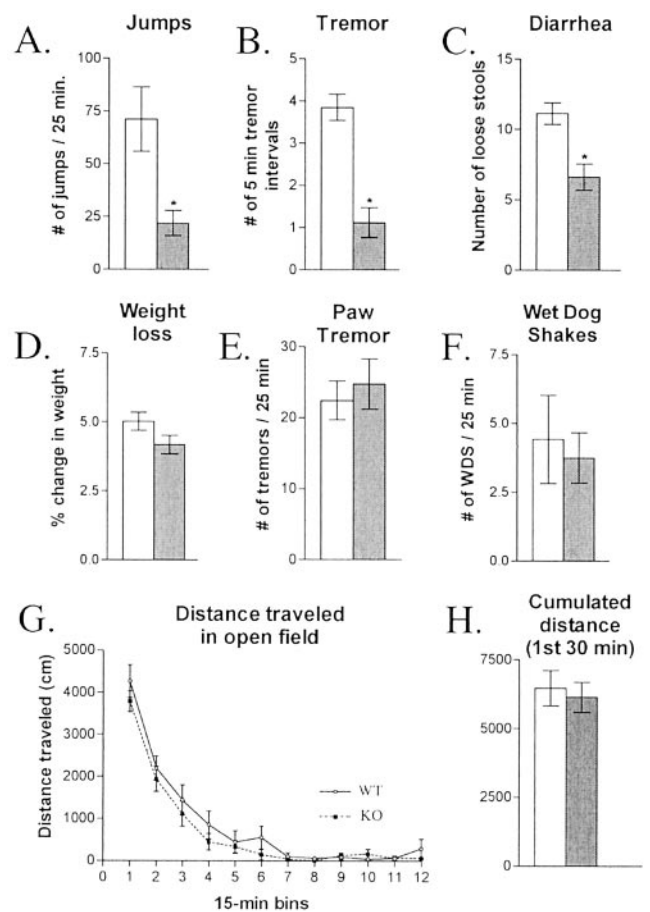 A.
Jumps
# of jumps / 25 min.
100
75
50
25
0
*
B.
Tremor
# of 5 min tremor
intervals
5
4
3
2
1
0
*
C.
Diarrhea
Number of loose stools
15
10
5
0
*
D.
Weight
loss
% change in weight
7.5
5.0
2.5
0.0
E.
Paw
Tremor
# of tremors / 25 min
30
20
10
0
F.
Wet Dog
Shakes
# of WDS / 25 min
7.5
5.0
2.5
0.0
G.
Distance traveled
in open field
Distance traveled (cm)
5000
4000
3000
2000
1000
0
WT
KO
0 1 2 3 4 5 6 7 8 9 10 11 12
15-min bins
H.
Cumulated
distance
(1st 30 min)
7500
5000
2500
0